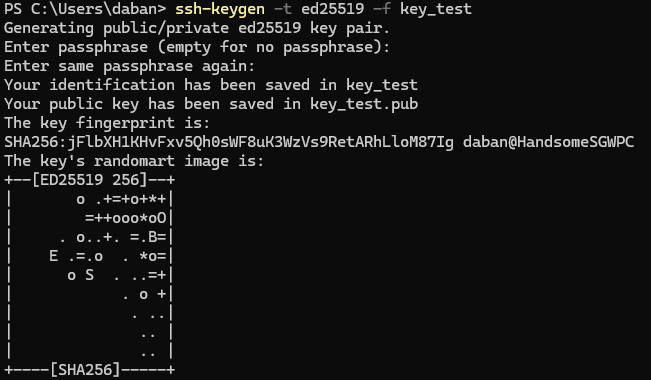 PS C:\Users\daban> ssh-keygen -t ed25519 -f key_test
Generating public/private ed25519 key pair.
Enter passphrase (empty for no passphrase):
Enter same passphrase again:
Your identification has been saved in key_test
Your public key has been saved in key_test.pub
The key fingerprint is:
SHA256:jFlbXH1KHvFxv5Qh0sWF8uK3WzVs9RetARhLloM87Ig daban@HandsomeSGWPC
The key's randomart image is:
+--[ED25519 256]--+
|       o .+=+o+*+|
|        =++ooo*oO|
|     . o..+. =.B=|
|    E .=.o  . *o=|
|      o S  . ..=+|
|            . o +|
|             . ..|
|              .. |
|              .. |
+----[SHA256]-----+